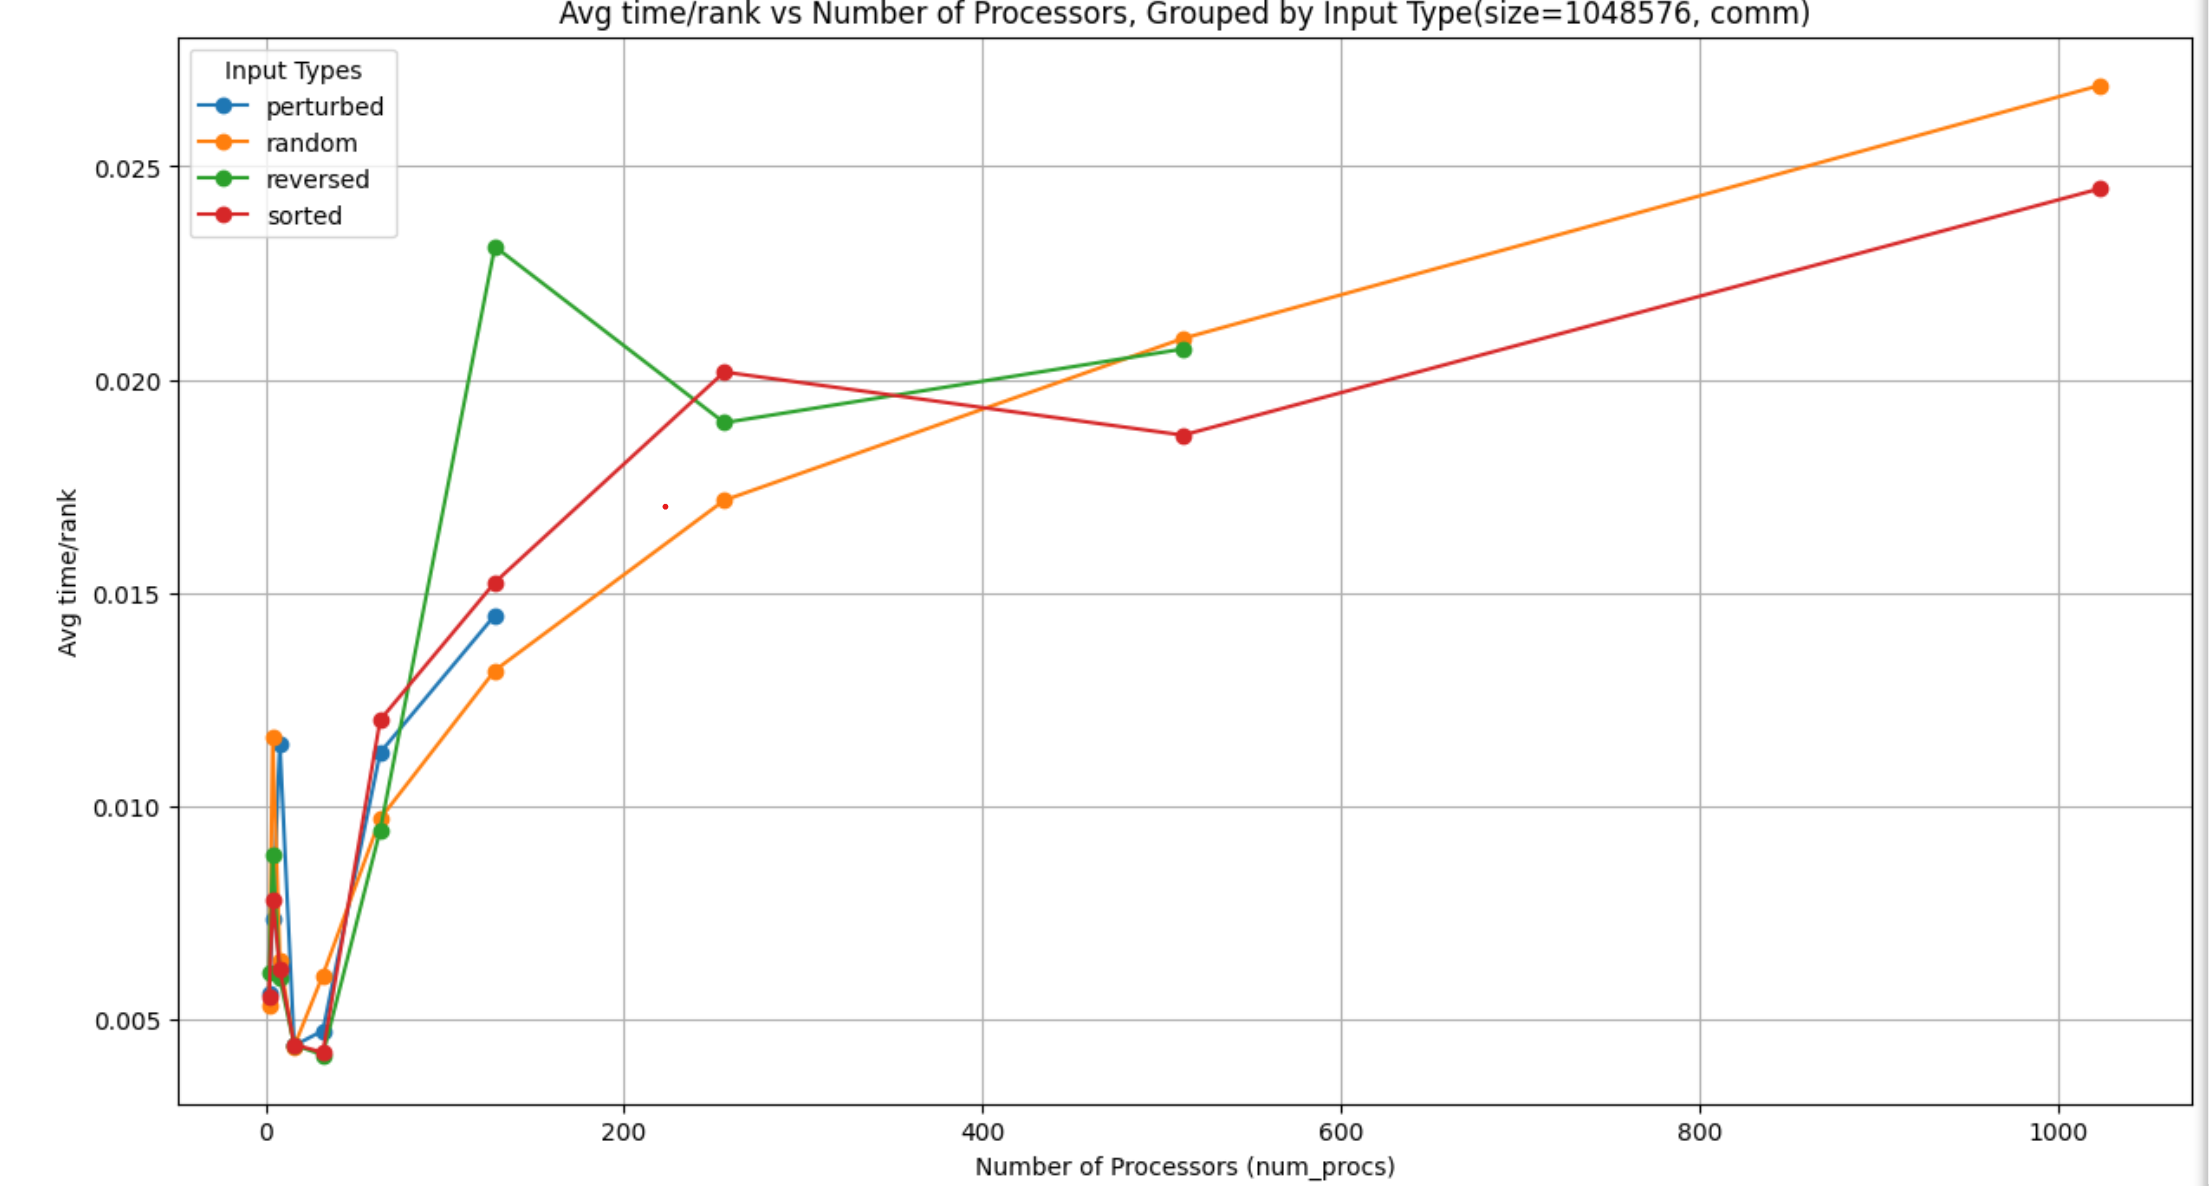 Avg time/rank vs Number of Processors, Grouped by Input Type(size=1048576, comm)
Input Types
perturbed
random
reversed
sorted
0.025
0.020
0.015
0.010
0.005
Avg time/rank
0 200 400 600 800 1000
Number of Processors (num_procs)